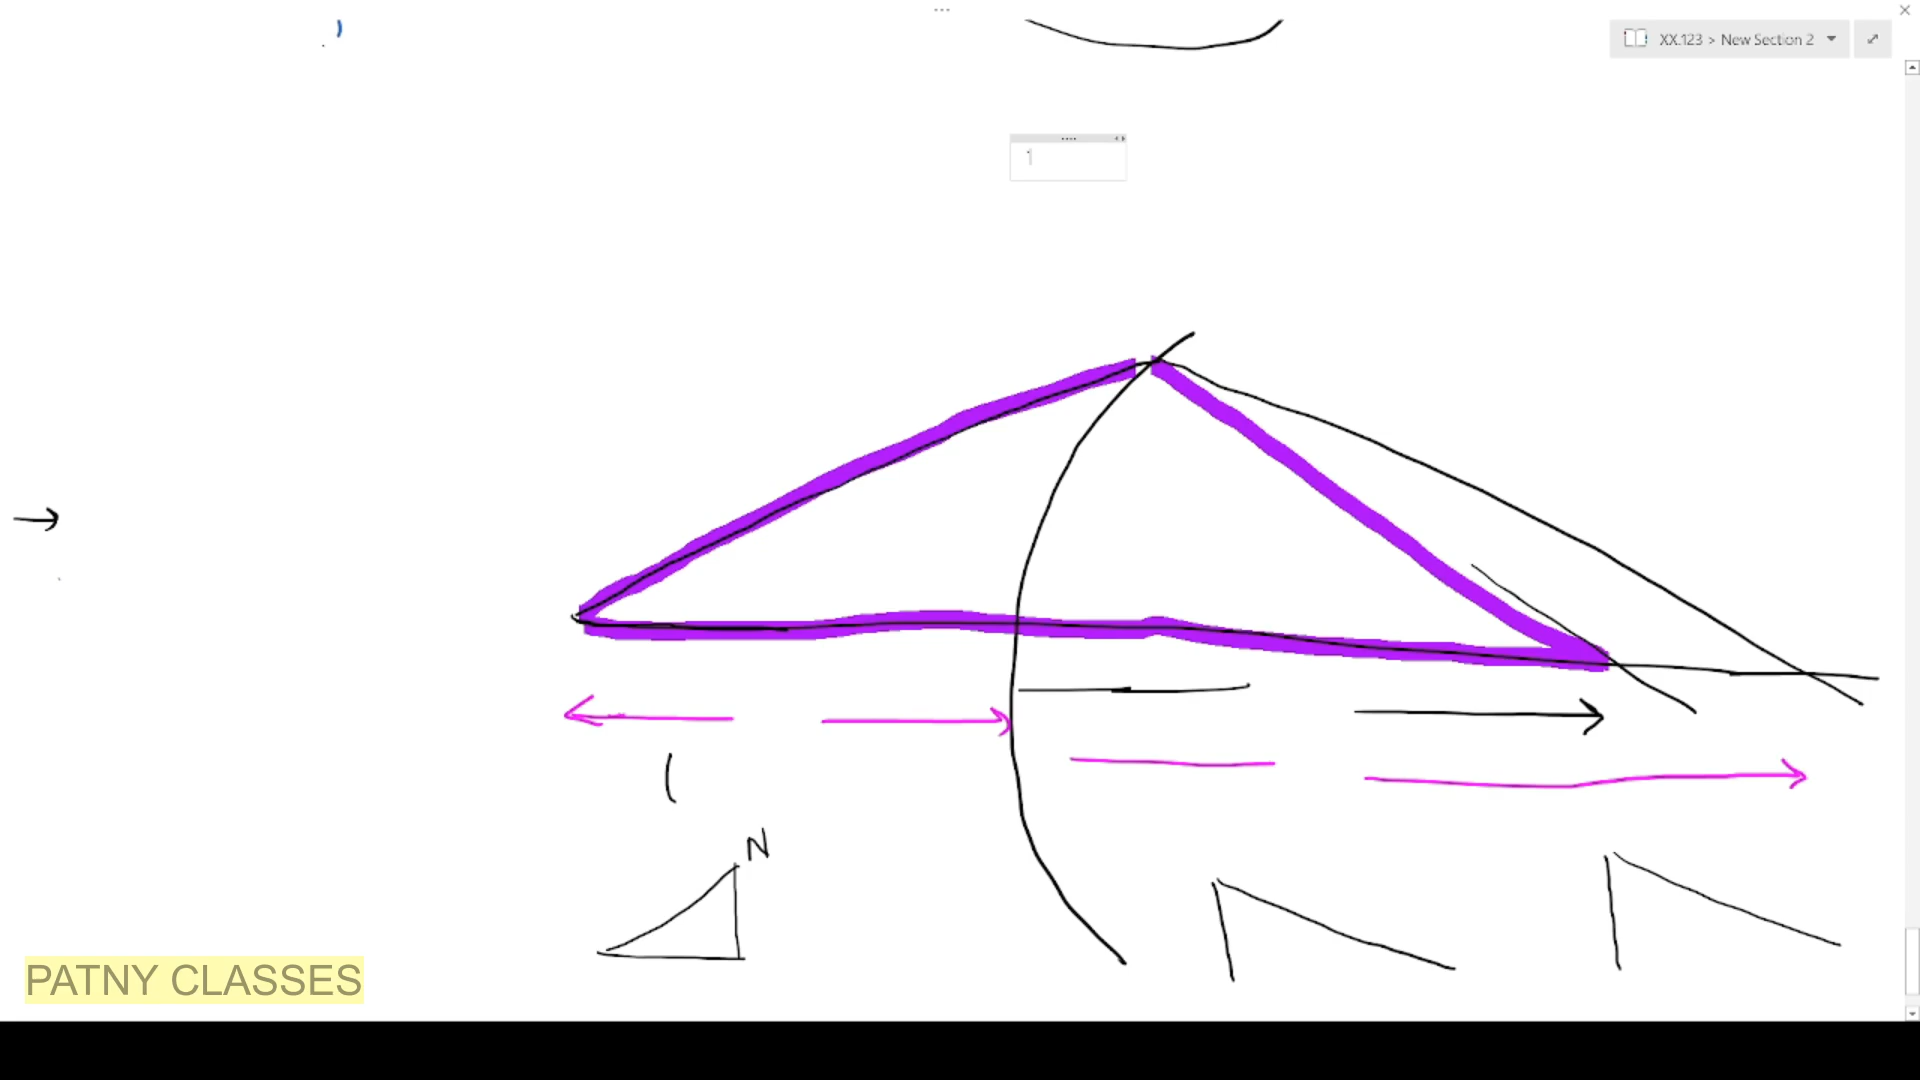 XX.123 > New Section 2
N
PATNY CLASSES